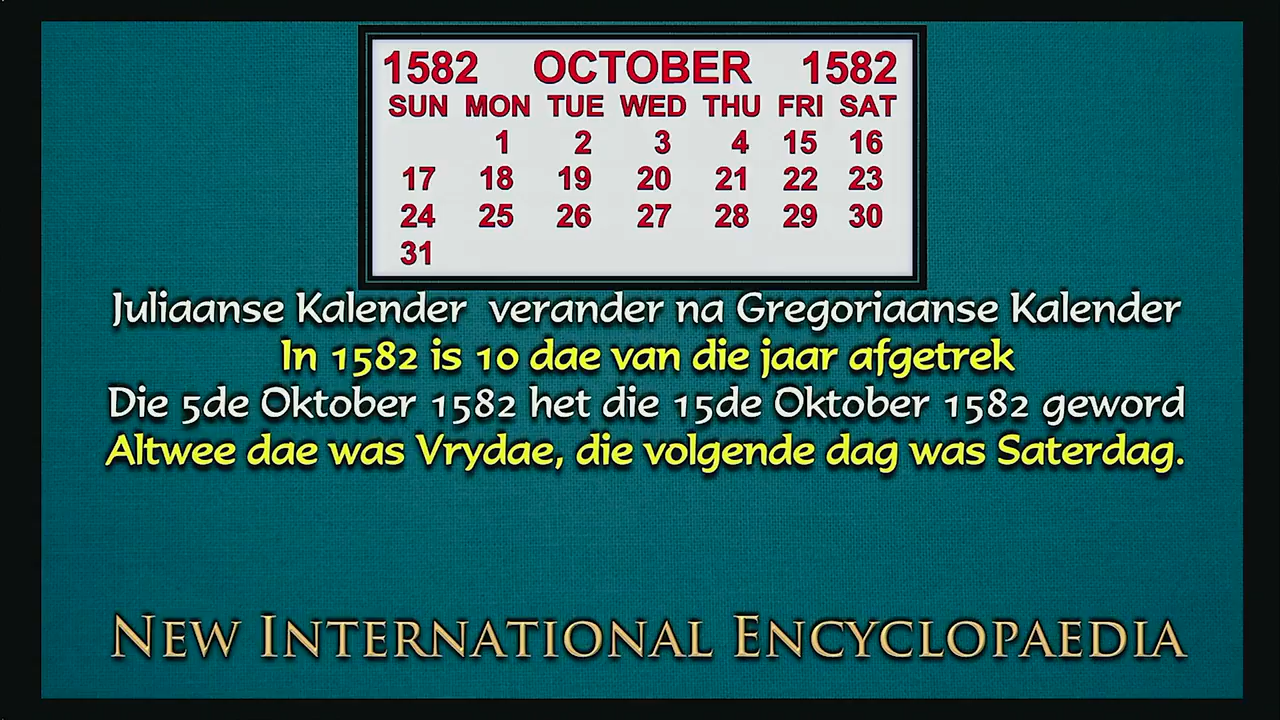 1582 OCTOBER 1582
SUN MON TUE WED THU FRI SAT
1 2 3 4 15 16
17 18 19 20 21 22 23
24 25 26 27 28 29 30
31
Juliaanse Kalender verander na Gregoriaanse Kalender
In 1582 is 10 dae van die jaar afgetrek
Die 5de Oktober 1582 het die 15de Oktober 1582 geword
Altwee dae was Vrydae, die volgende dag was Saterdag.
NEW INTERNATIONAL ENCYCLOPAEDIA